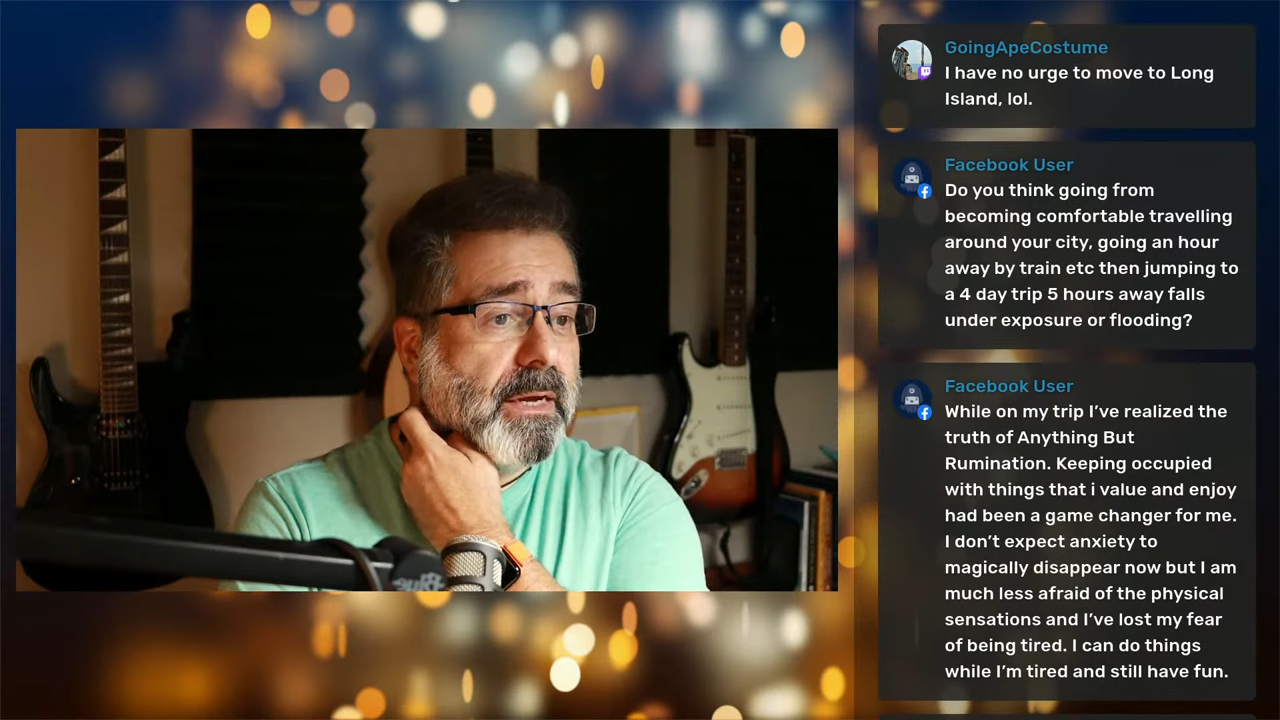 GoingApeCostume
I have no urge to move to Long
Island, lol.
Facebook User
Do you think going from
becoming comfortable travelling
around your city, going an hour
away by train etc then jumping to
a 4 day trip 5 hours away falls
under exposure or flooding?
Facebook User
While on my trip I’ve realized the
truth of Anything But
Rumination. Keeping occupied
with things that i value and enjoy
had been a game changer for me.
I don’t expect anxiety to
magically disappear now but I am
much less afraid of the physical
sensations and I’ve lost my fear
of being tired. I can do things
while I’m tired and still have fun.